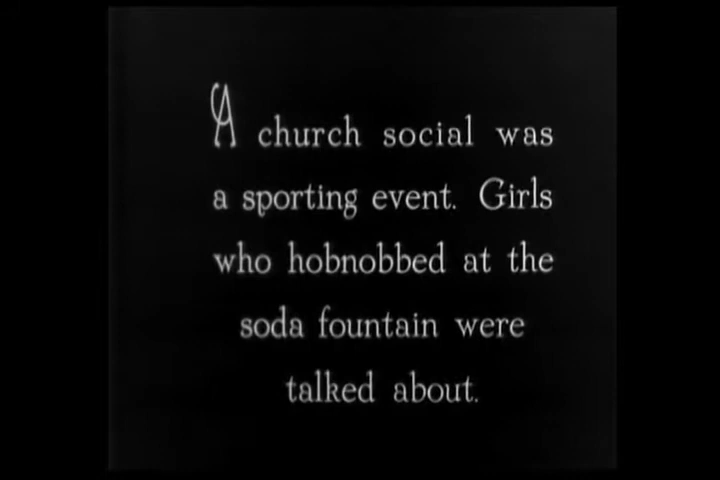 A church social was
a sporting event. Girls
who hobnobbed at the
soda fountain were
talked about.